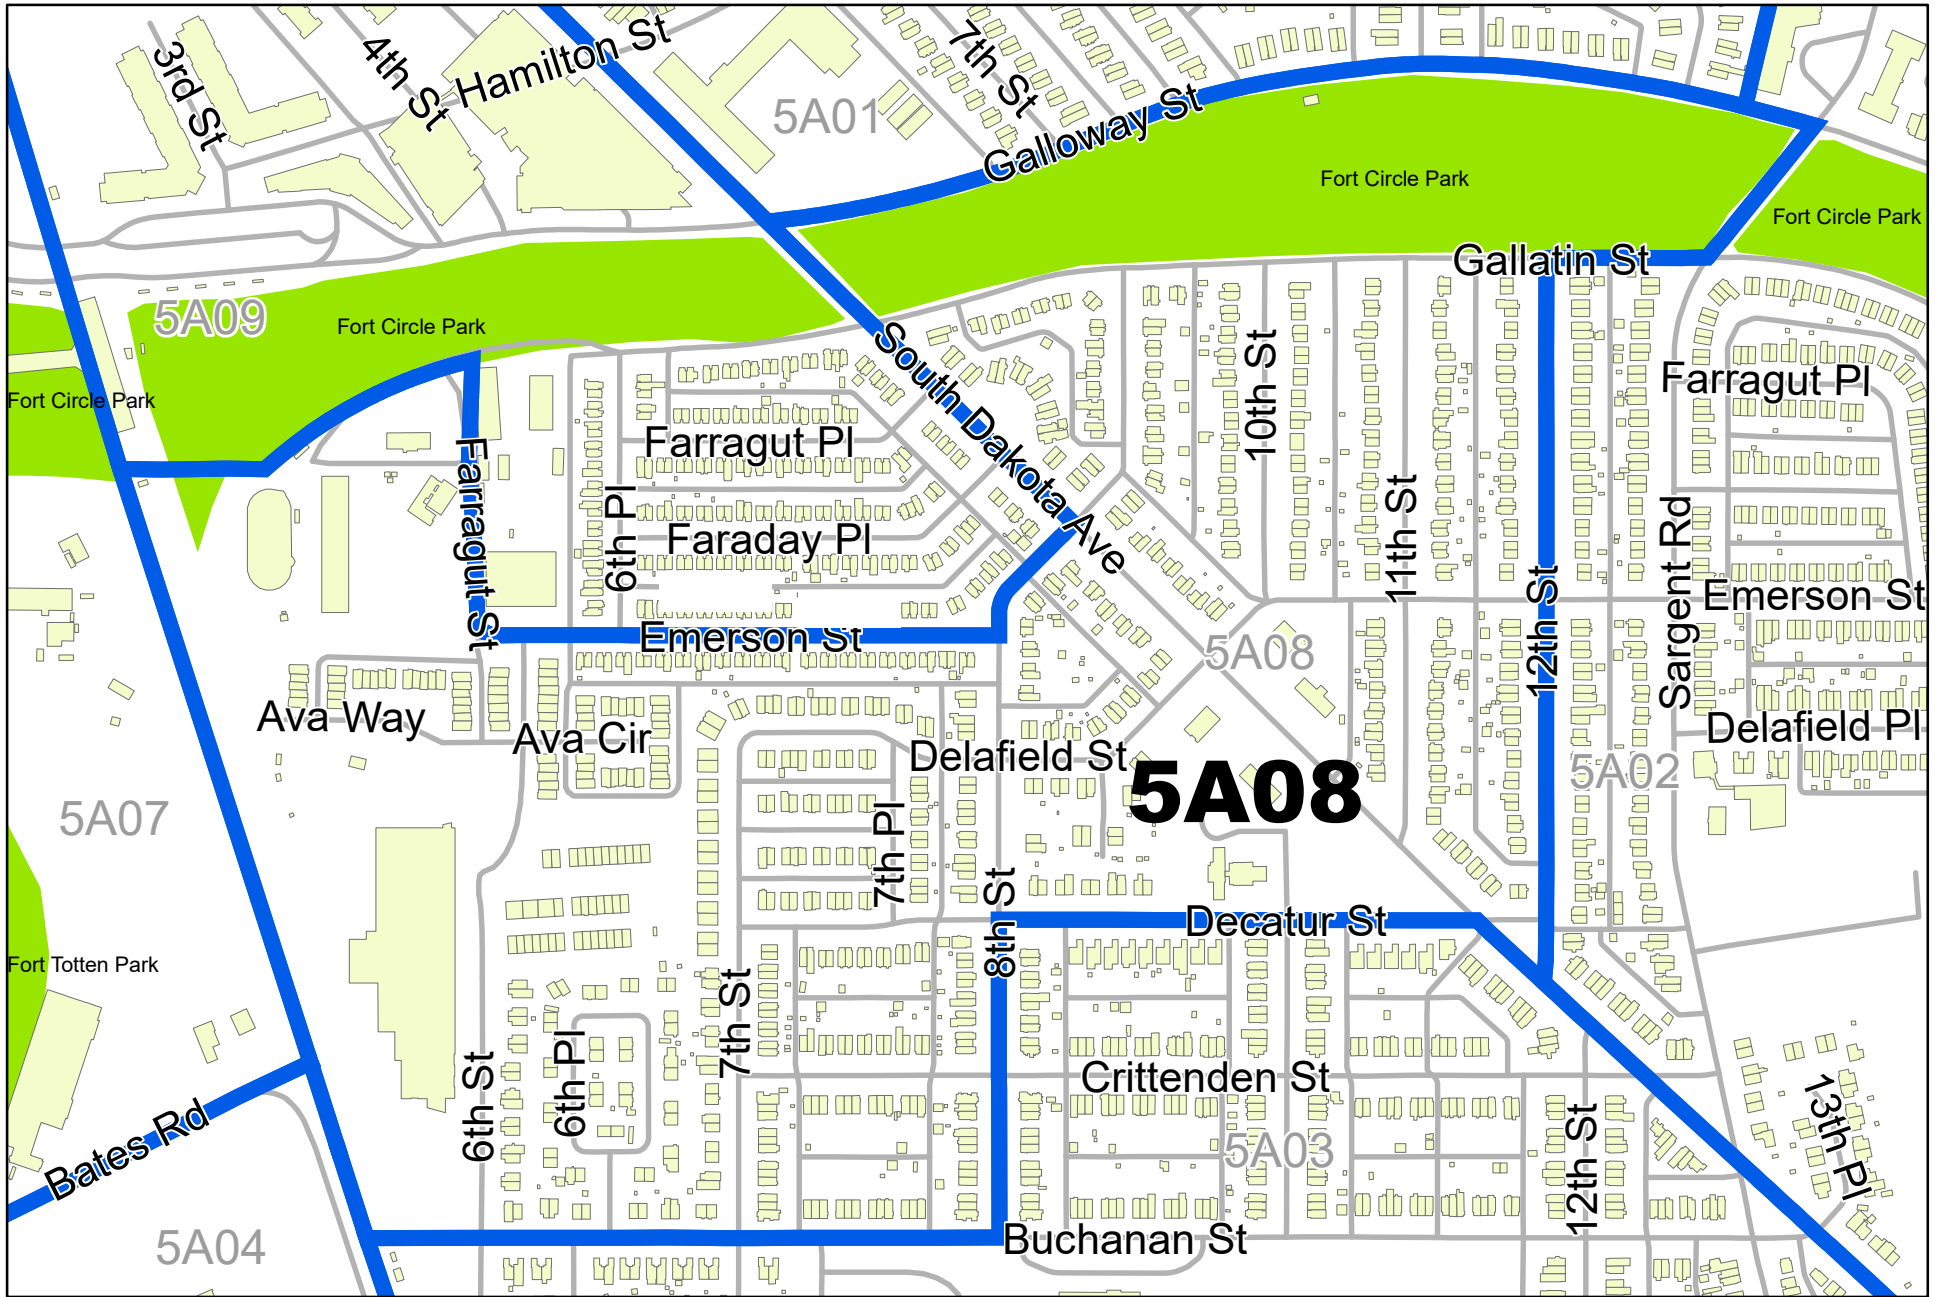 3rd St
4th St
Hamilton St
5A01
7th St
Galloway St
Fort Circle Park
Fort Circle Park
Gallatin St
5A09
Fort Circle Park
South Dakota Ave
10th St
Farragut Pl
Fort Circle Park
Farragut St
Farragut Pl
6th Pl
Faraday Pl
11th St
12th St
Sargent Rd
Emerson St
Emerson St
5A08
Ava Way
Ava Cir
Delafield St
Delafield Pl
5A08
5A02
5A07
7th Pl
8th St
Decatur St
Fort Totten Park
7th St
6th St
6th Pl
Crittenden St
13th Pl
Bates Rd
5A03
12th St
5A04
Buchanan St